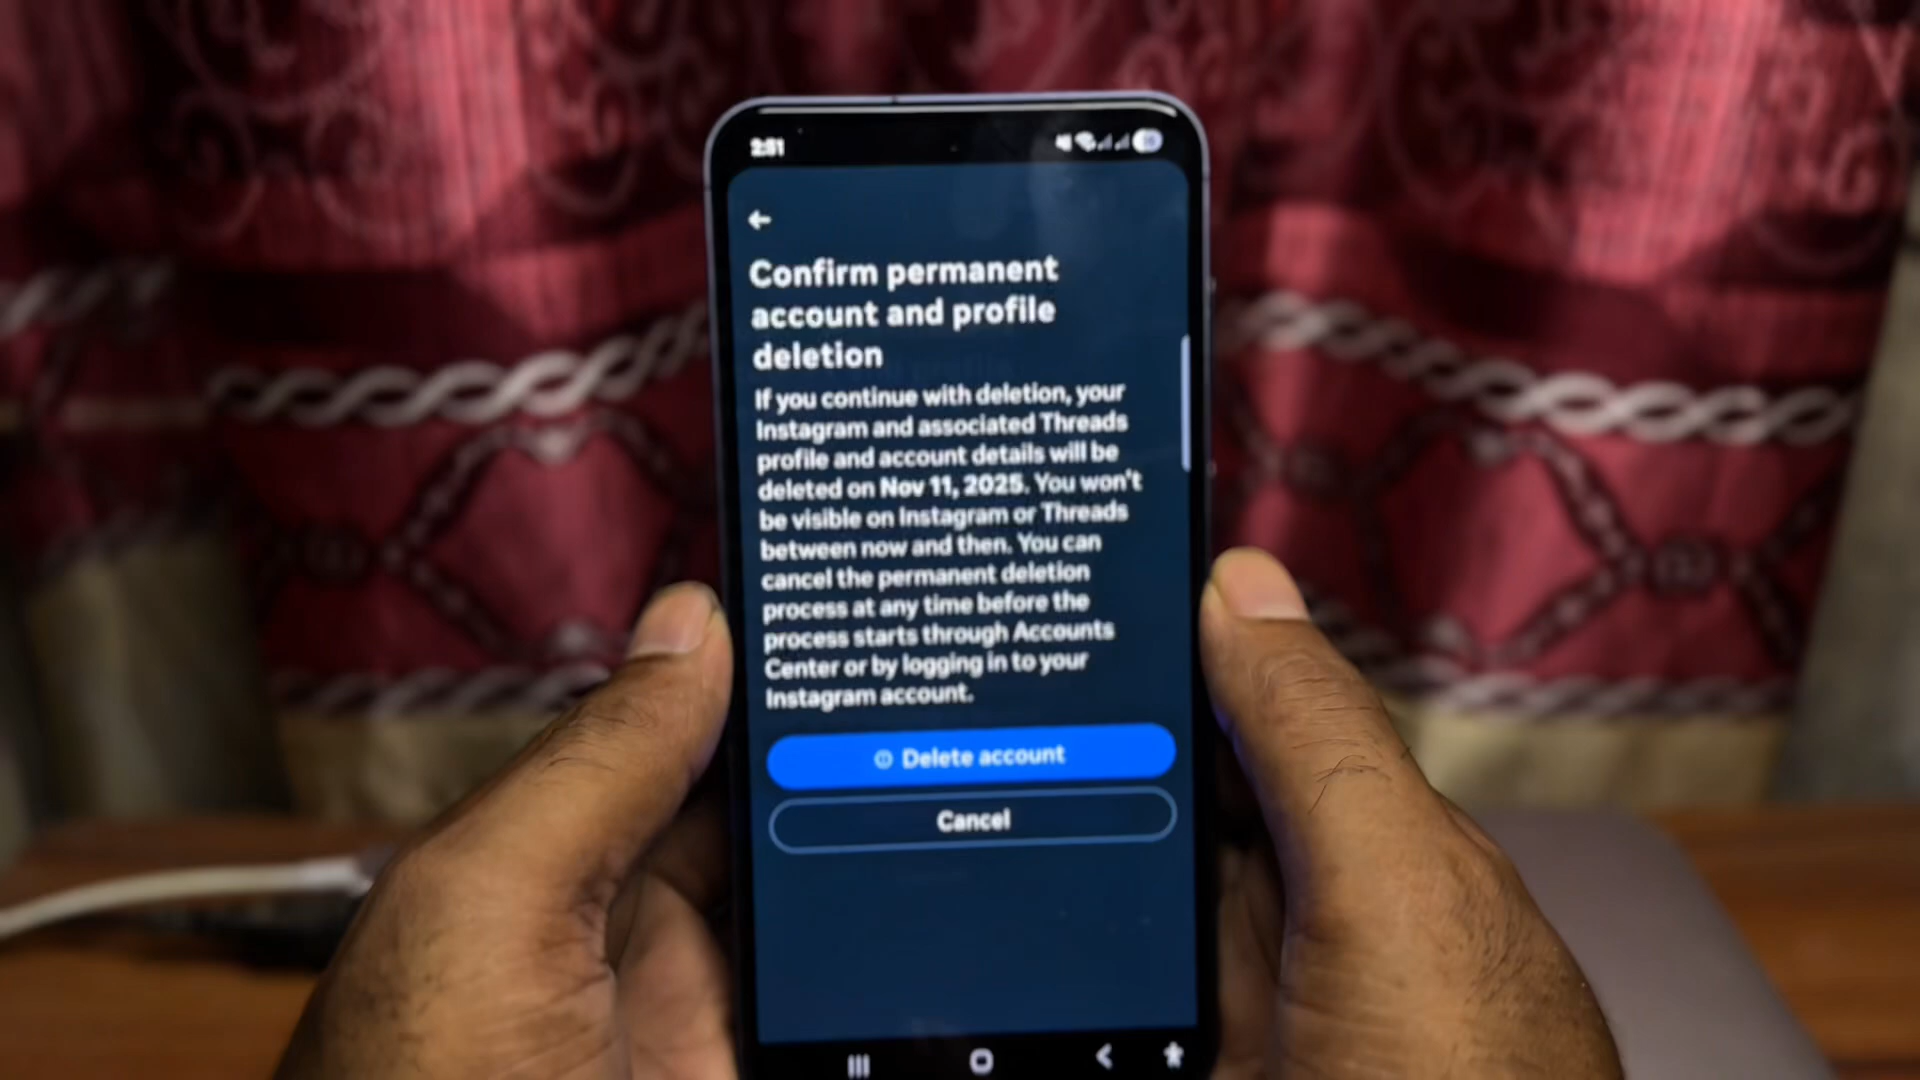 2:51
Confirm permanent
account and profile
deletion
If you continue with deletion, your
Instagram and associated Threads
profile and account details will be
deleted on Nov 11, 2025. You won't
be visible on Instagram or Threads
between now and then. You can
cancel the permanent deletion
process at any time before the
process starts through Accounts
Center or by logging in to your
Instagram account.
Delete account
Cancel